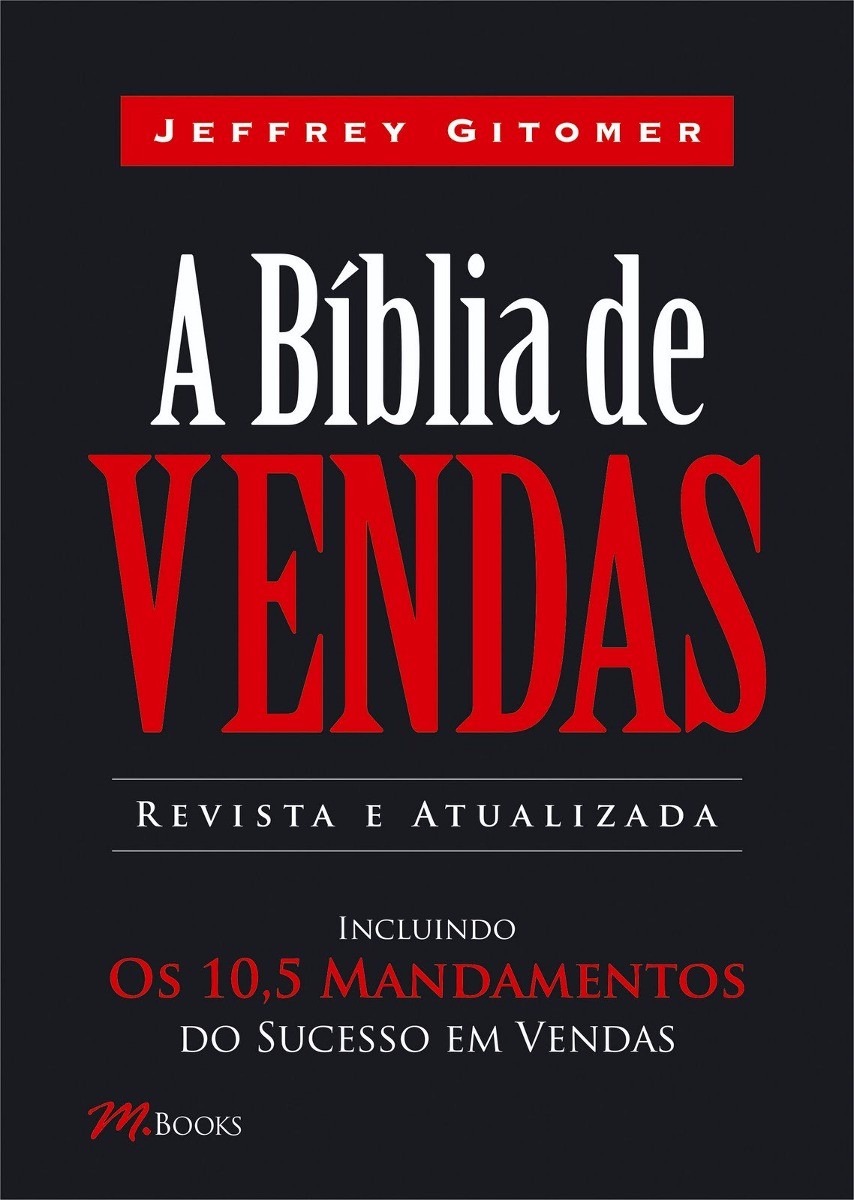 JEFFREY GITOMER
A Bíblia de
VENDAS
REVISTA E ATUALIZADA
INCLUINDO
OS 10,5 MANDAMENTOS
DO SUCESSO EM VENDAS
M.BOOKS